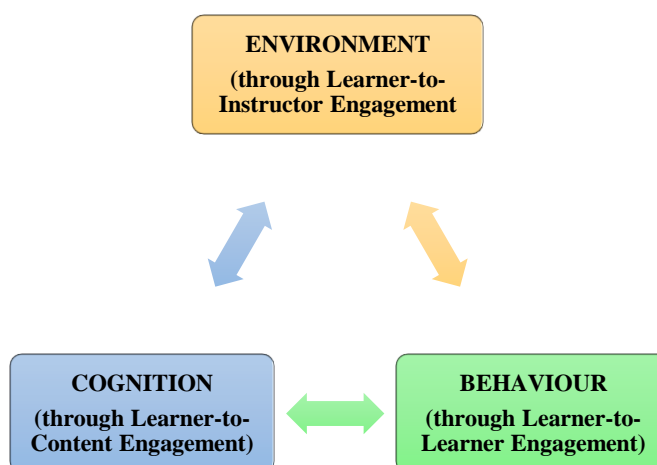 ENVIRONMENT
(through Learner-to-
Instructor Engagement
COGNITION
(through Learner-to-
Content Engagement)
BEHAVIOUR
(through Learner-to-
Learner Engagement)